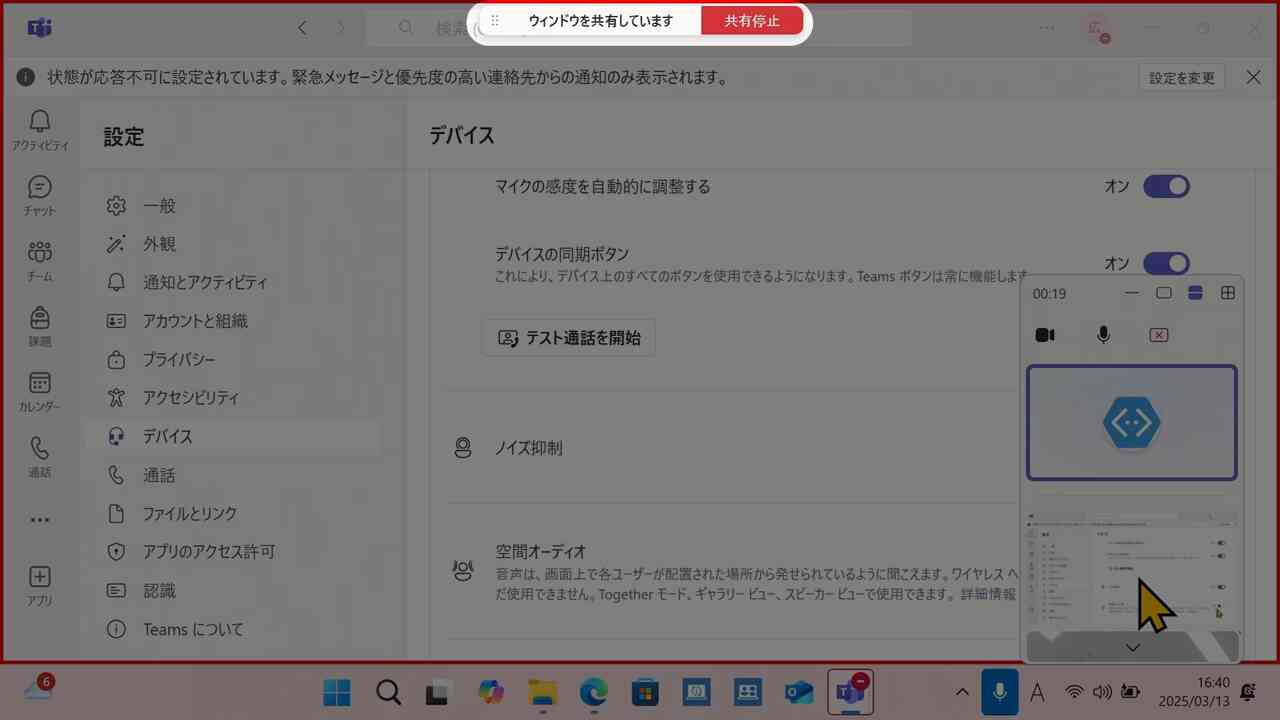 ウィンドウを共有しています
共有停止
検索
広
状態が応答不可に設定されています。緊急メッセージと優先度の高い連絡先からの通知のみ表示されます。
設定を変更
アクティビティ
チャット
チーム
課題
カレンダー
通話
アプリ
設定
一般
外観
通知とアクティビティ
アカウントと組織
プライバシー
アクセシビリティ
デバイス
通話
ファイルとリンク
アプリのアクセス許可
認識
Teams について
デバイス
マイクの感度を自動的に調整する
オン
デバイスの同期ボタン
オン
これにより、デバイス上のすべてのボタンを使用できるようになります。Teams ボタンは常に機能します
テスト通話を開始
ノイズ抑制
空間オーディオ
音声は、画面上で各ユーザーが配置された場所から発せられているように聞こえます。ワイヤレス ヘ
だ使用できません。Together モード、ギャラリー ビュー、スピーカー ビューで使用できます。 詳細情報
00:19
6
A
16:40
2025/03/13